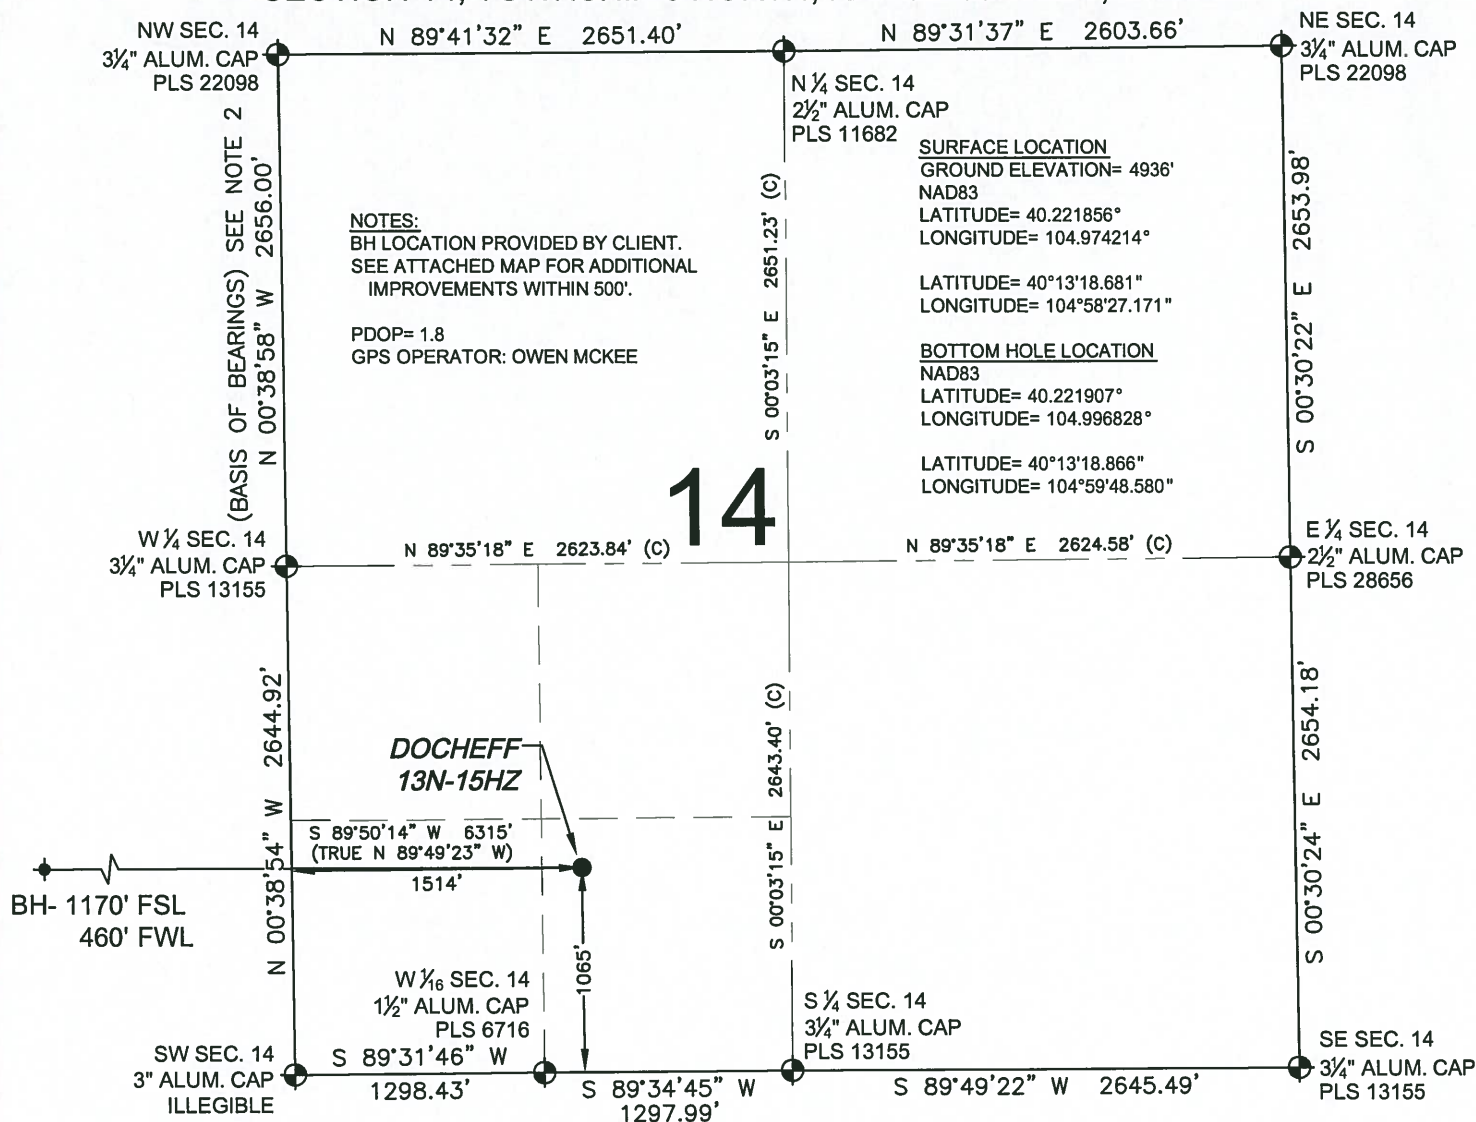 NW SEC. 14
3¼" ALUM. CAP
PLS 22098
N 89°41'32" E 2651.40'
N 89°31'37" E 2603.66'
NE SEC. 14
3¼" ALUM. CAP
PLS 22098
N ¼ SEC. 14
2½" ALUM. CAP
PLS 11682
(BASIS OF BEARINGS) SEE NOTE 2
N 00°38'58" W 2656.00'
NOTES:
BH LOCATION PROVIDED BY CLIENT.
SEE ATTACHED MAP FOR ADDITIONAL
IMPROVEMENTS WITHIN 500'.
PDOP= 1.8
GPS OPERATOR: OWEN MCKEE
S 00°03'15" E 2651.23' (C)
SURFACE LOCATION
GROUND ELEVATION= 4936'
NAD83
LATITUDE= 40.221856°
LONGITUDE= 104.974214°
LATITUDE= 40°13'18.681"
LONGITUDE= 104°58'27.171"
BOTTOM HOLE LOCATION
NAD83
LATITUDE= 40.221907°
LONGITUDE= 104.996828°
LATITUDE= 40°13'18.866"
LONGITUDE= 104°59'48.580"
S 00°30'22" E 2653.98'
14
W ¼ SEC. 14
3¼" ALUM. CAP
PLS 13155
N 89°35'18" E 2623.84' (C)
N 89°35'18" E 2624.58' (C)
E ¼ SEC. 14
2½" ALUM. CAP
PLS 28656
N 00°38'54" W 2644.92'
DOCHEFF
13N-15HZ
S 89°50'14" W 6315'
(TRUE N 89°49'23" W)
1514'
BH- 1170' FSL
460' FWL
1065'
S 00°03'15" E 2643.40' (C)
S 00°30'24" E 2654.18'
W 1⁄16 SEC. 14
1½" ALUM. CAP
PLS 6716
S ¼ SEC. 14
3¼" ALUM. CAP
PLS 13155
SW SEC. 14
3" ALUM. CAP
ILLEGIBLE
S 89°31'46" W
1298.43'
S 89°34'45" W
1297.99'
S 89°49'22" W 2645.49'
SE SEC. 14
3¼" ALUM. CAP
PLS 13155